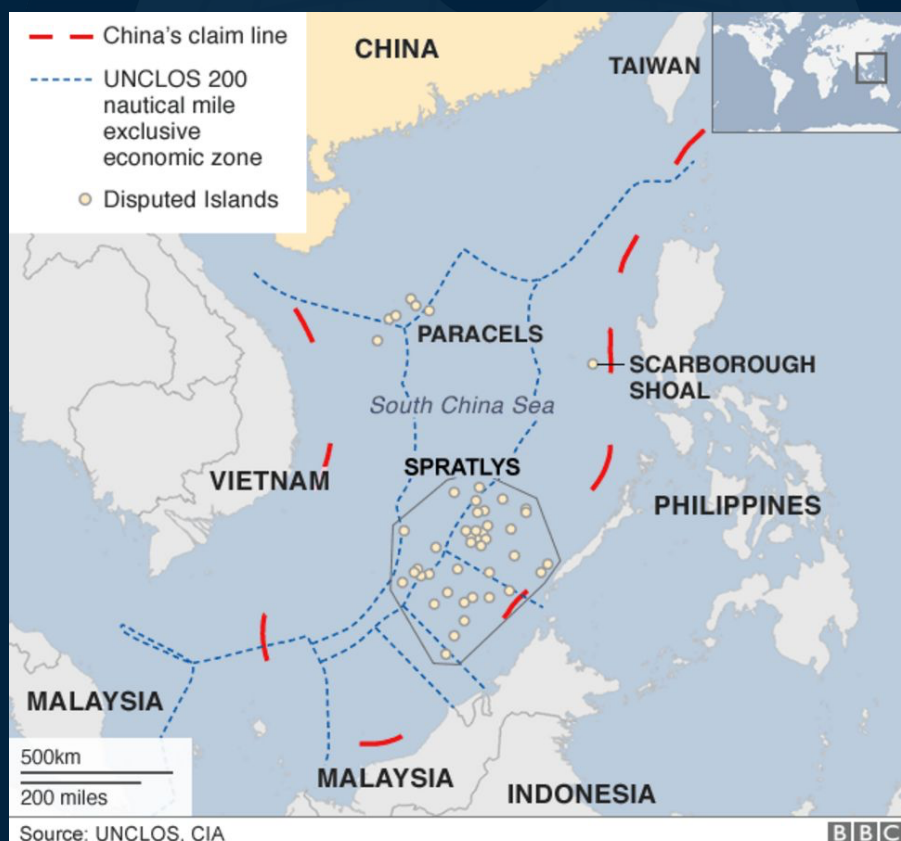 China's claim line
UNCLOS 200
nautical mile
exclusive
economic zone
Disputed Islands
CHINA
TAIWAN
PARACELS
SCARBOROUGH
SHOAL
South China Sea
SPRATLYS
VIETNAM
PHILIPPINES
MALAYSIA
500km
200 miles
MALAYSIA
INDONESIA
Source: UNCLOS, CIA
BBC